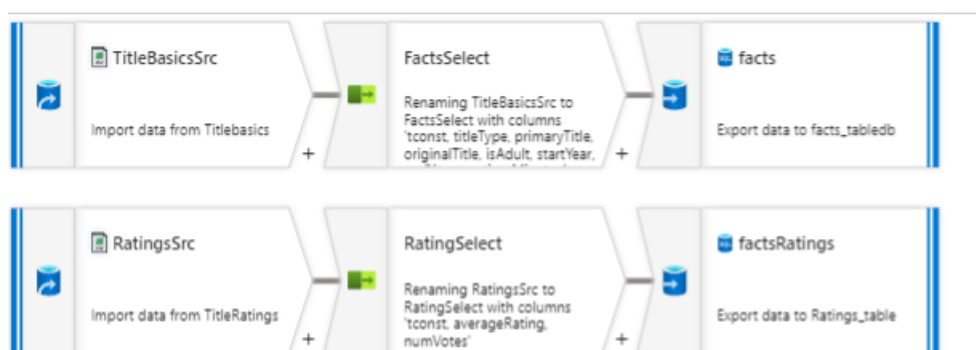 TitleBasicsSrc
Import data from Titlebasics
+
FactsSelect
Renaming TitleBasicsSrc to
FactsSelect with columns
'tconst, titleType, primaryTitle,
originalTitle, isAdult, startYear,
+
SQL
facts
Export data to facts_tabledb
RatingsSrc
Import data from TitleRatings
+
RatingSelect
Renaming RatingsSrc to
RatingSelect with columns
'tconst, averageRating,
numVotes'
+
SQL
factsRatings
Export data to Ratings_table